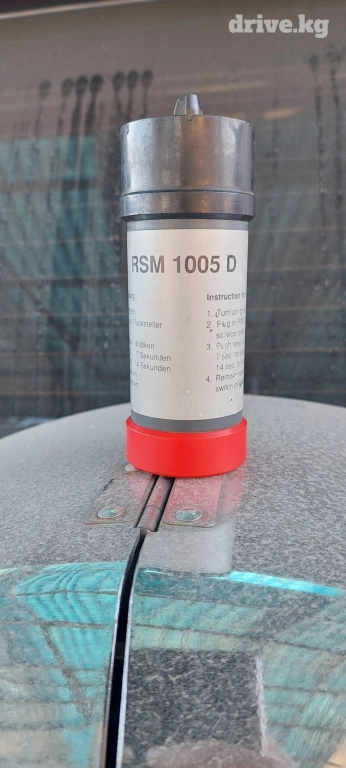 drive.kg
RSM 1005 D
Instruction
1. Turn on
2. Plug in
Rücksteller
3. Push
drücken
7 Sekunden
7 sec.
14 Sekunden
14 sec.
4. Remove
switch